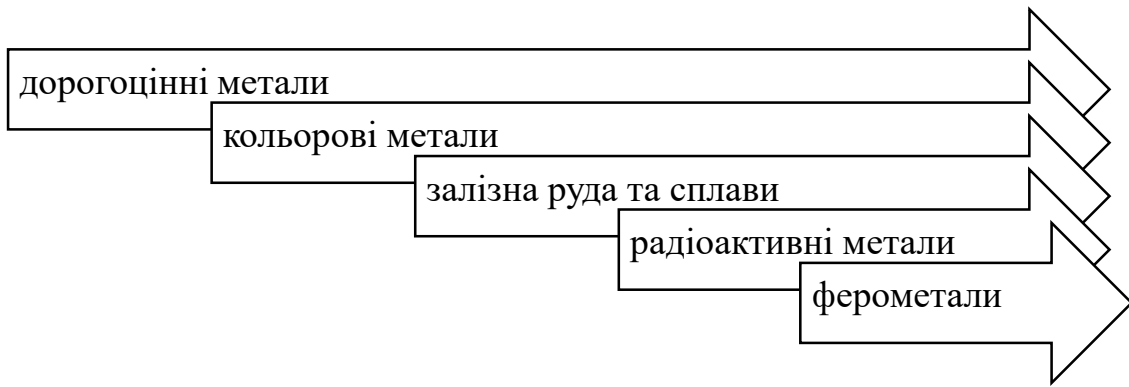 дорогоцінні метали
кольорові метали
залізна руда та сплави
радіоактивні метали
ферометали